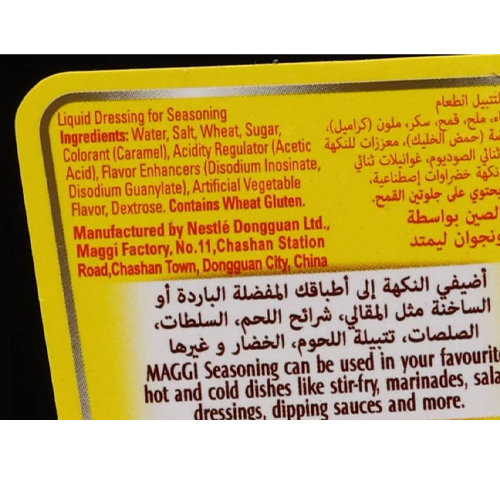 Liquid Dressing for Seasoning
Ingredients: Water, Salt, Wheat, Sugar,
Colorant (Caramel), Acidity Regulator (Acetic
Acid), Flavor Enhancers (Disodium Inosinate,
Disodium Guanylate), Artificial Vegetable
Flavor, Dextrose. Contains Wheat Gluten.
Manufactured by Nestlé Dongguan Ltd.,
Maggi Factory, No.11,Chashan Station
Road,Chashan Town, Dongguan City, China
لتتبيل الطعام
ملح، قمح، سكر، ملون (كراميل)،
(حمض الخليك)، معززات للنكهة
الصوديوم، غوانيلات ثنائي
نكهة خضراوات إصطناعية،
يحتوي على جلوتين القمح.
الصين بواسطة
ونجوان ليمتد
أضيفي النكهة إلى أطباقك المفضلة الباردة أو
الساخنة مثل المقالي، شرائح اللحم، السلطات،
الصلصات، تتبيلة اللحوم، الخضار و غيرها
MAGGI Seasoning can be used in your favourite
hot and cold dishes like stir-fry, marinades, sala
dressings, dipping sauces and more.